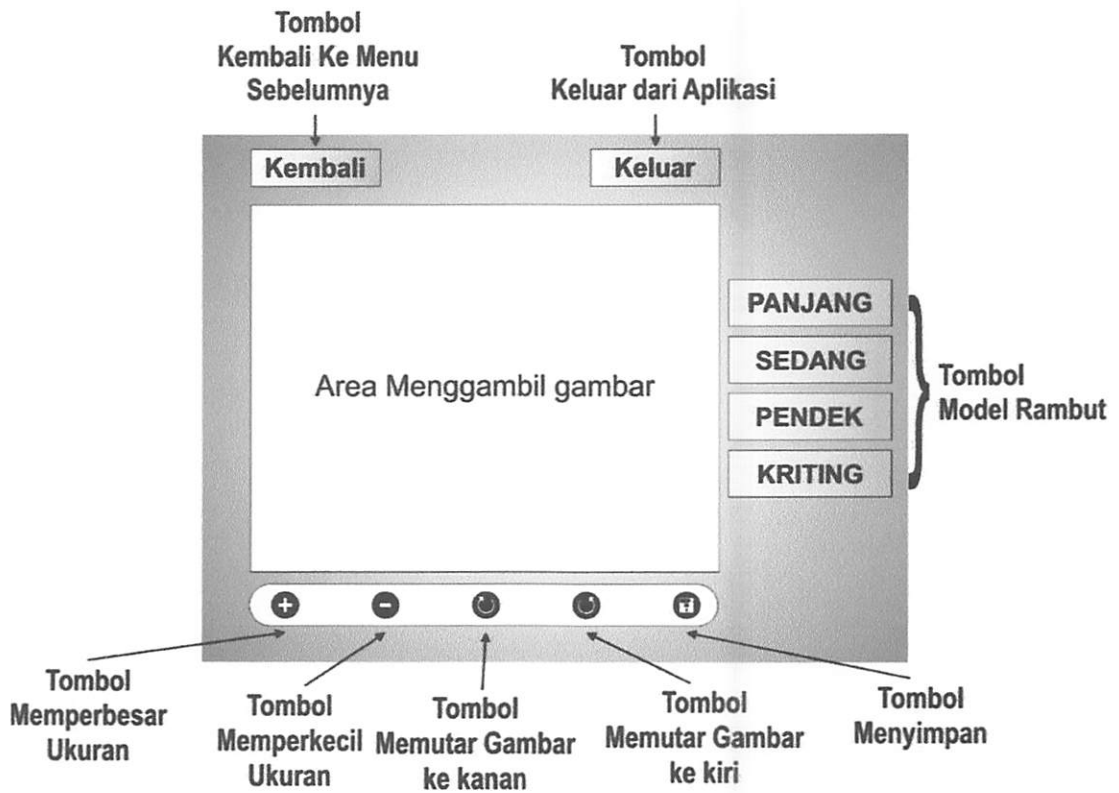 Tombol
Kembali Ke Menu
Sebelumnya
Tombol
Keluar dari Aplikasi
Kembali
Keluar
Area Menggambil gambar
PANJANG
SEDANG
PENDEK
KRITING
Tombol
Model Rambut
Tombol
Memperbesar
Ukuran
Tombol
Memperkecil
Ukuran
Tombol
Memutar Gambar
ke kanan
Tombol
Memutar Gambar
ke kiri
Tombol
Menyimpan